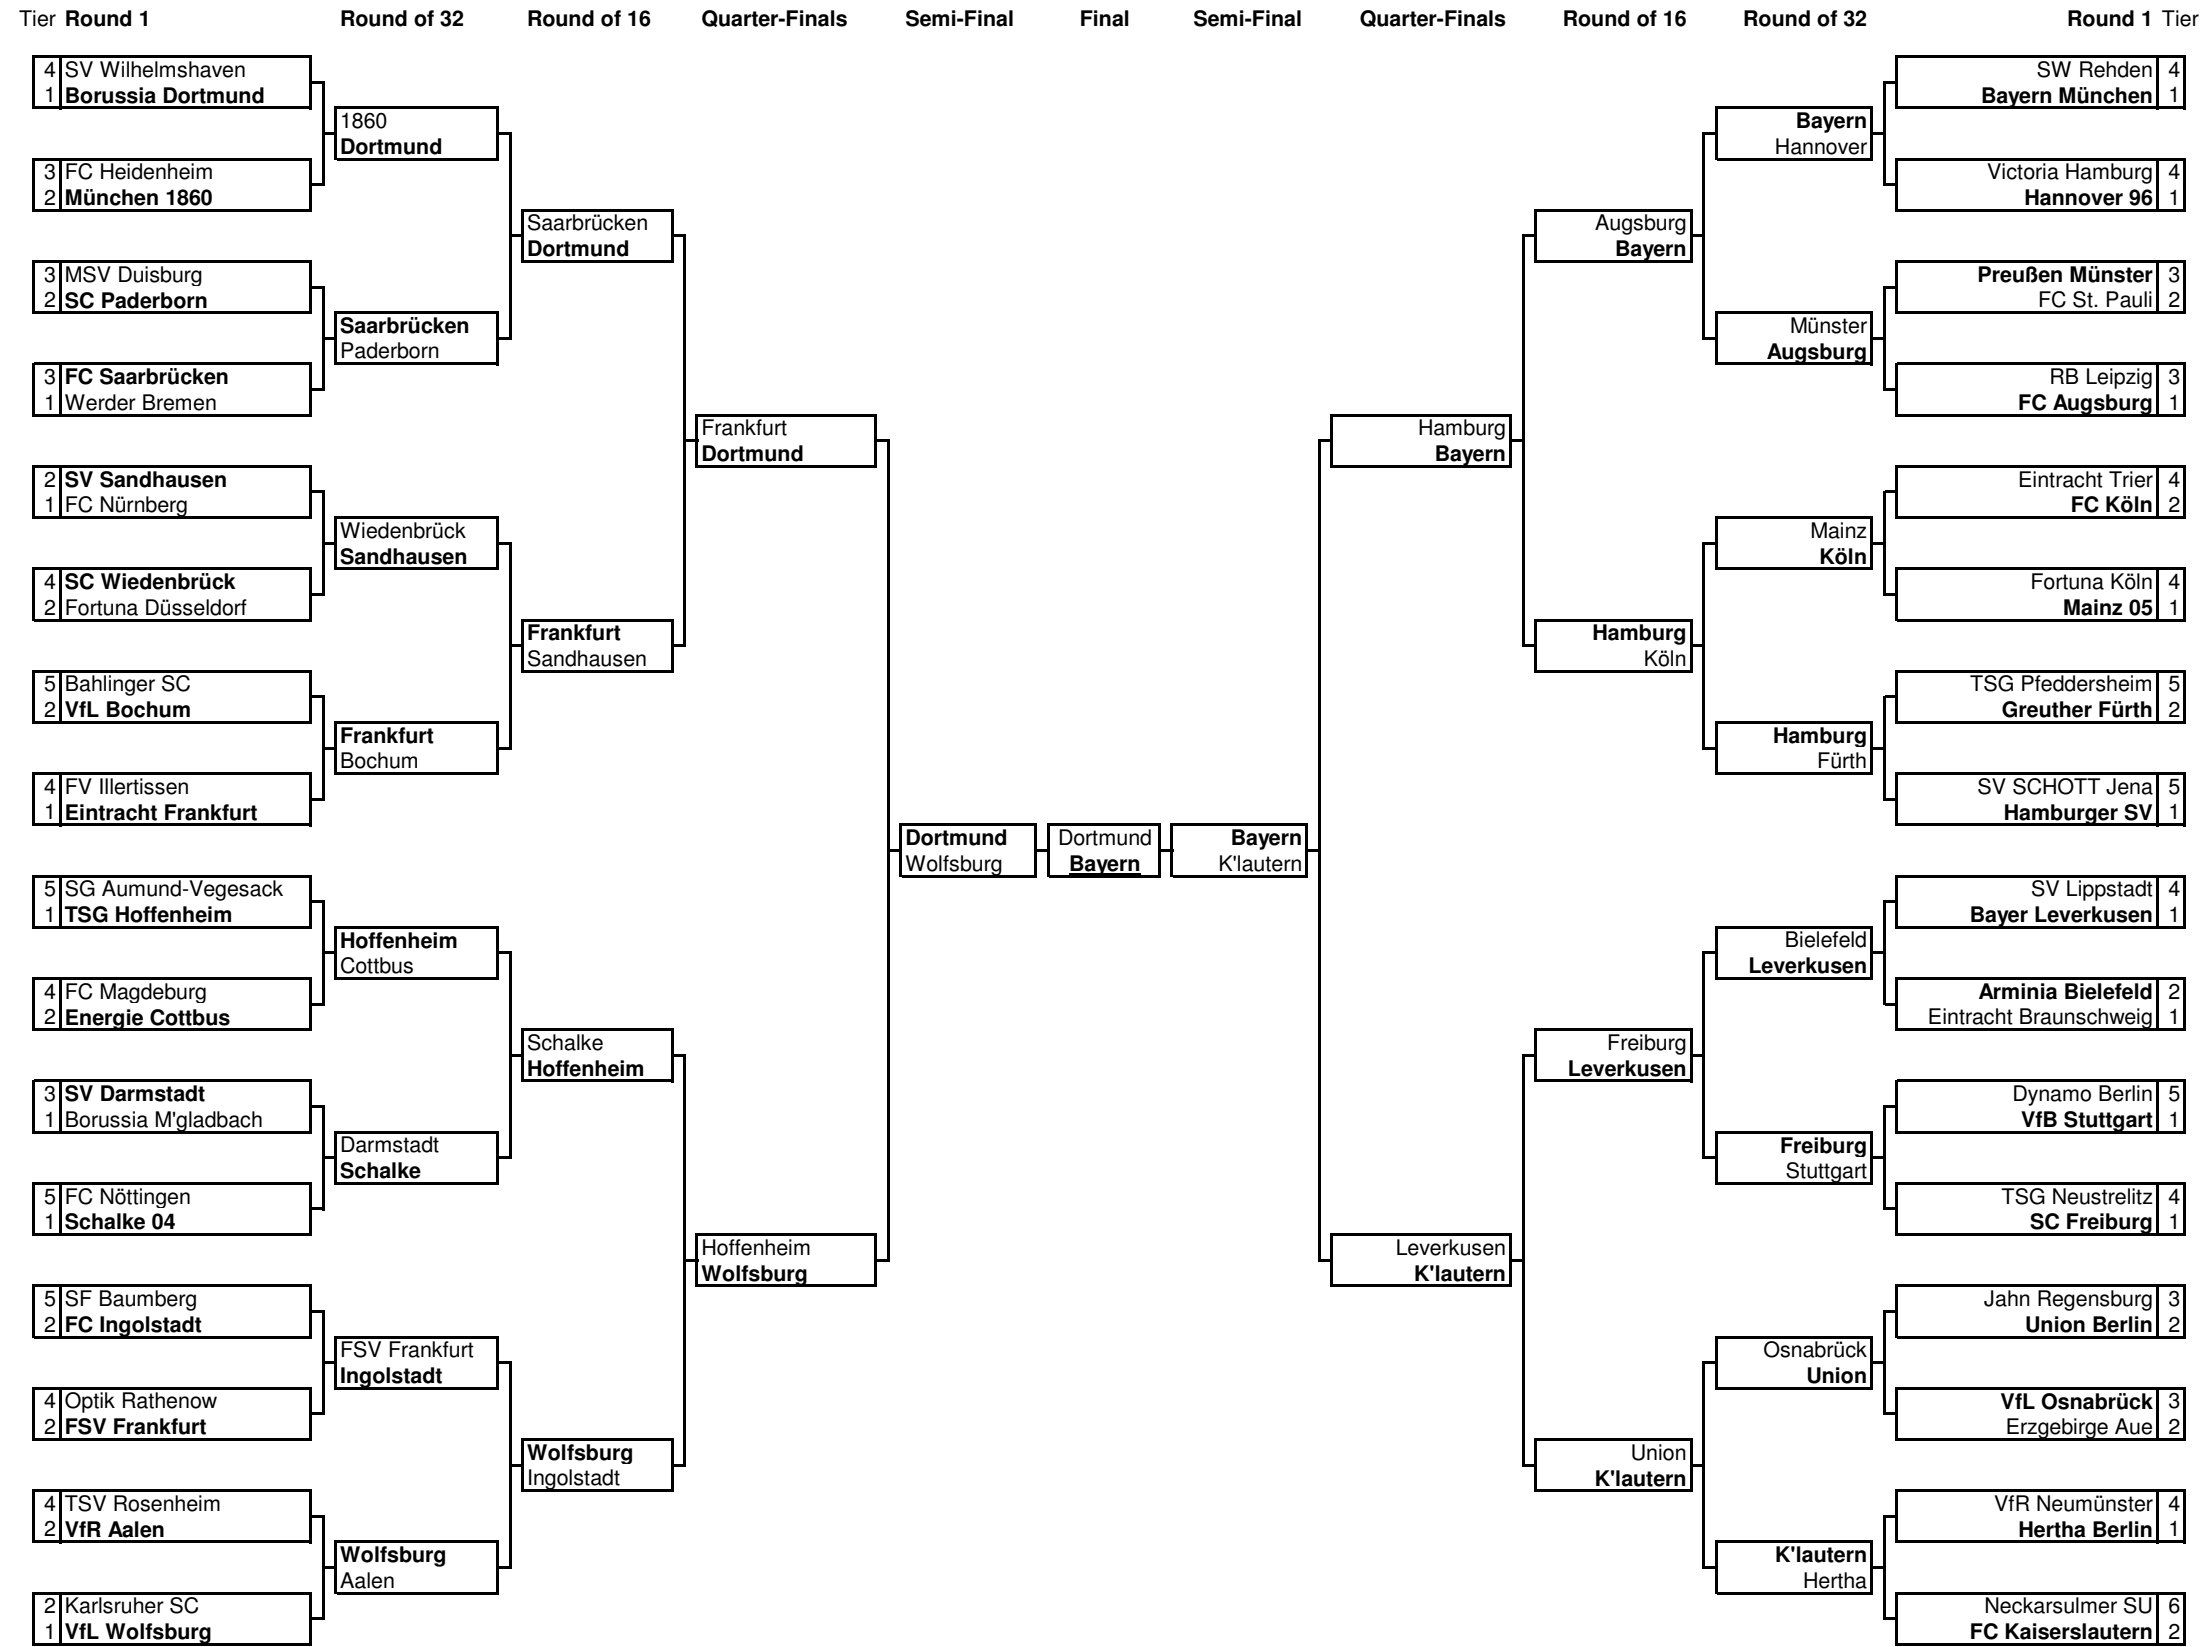 Tier Round 1 Round of 32 Round of 16 Quarter-Finals Semi-Final Final Semi-Final Quarter-Finals Round of 16 Round of 32 Round 1 Tier
4 SV Wilhelmshaven
1 Borussia Dortmund
3 FC Heidenheim
2 München 1860
3 MSV Duisburg
2 SC Paderborn
3 FC Saarbrücken
1 Werder Bremen
2 SV Sandhausen
1 FC Nürnberg
4 SC Wiedenbrück
2 Fortuna Düsseldorf
5 Bahlinger SC
2 VfL Bochum
4 FV Illertissen
1 Eintracht Frankfurt
5 SG Aumund-Vegesack
1 TSG Hoffenheim
4 FC Magdeburg
2 Energie Cottbus
3 SV Darmstadt
1 Borussia M'gladbach
5 FC Nöttingen
1 Schalke 04
5 SF Baumberg
2 FC Ingolstadt
4 Optik Rathenow
2 FSV Frankfurt
4 TSV Rosenheim
2 VfR Aalen
2 Karlsruher SC
1 VfL Wolfsburg
1860
Dortmund
Saarbrücken
Paderborn
Wiedenbrück
Sandhausen
Frankfurt
Bochum
Hoffenheim
Cottbus
Darmstadt
Schalke
FSV Frankfurt
Ingolstadt
Wolfsburg
Aalen
Saarbrücken
Dortmund
Frankfurt
Sandhausen
Schalke
Hoffenheim
Wolfsburg
Ingolstadt
Frankfurt
Dortmund
Hoffenheim
Wolfsburg
Dortmund
Wolfsburg
Dortmund
Bayern
Bayern
K'lautern
Hamburg
Bayern
Leverkusen
K'lautern
Augsburg
Bayern
Hamburg
Köln
Freiburg
Leverkusen
Union
K'lautern
Bayern
Hannover
Münster
Augsburg
Mainz
Köln
Hamburg
Fürth
Bielefeld
Leverkusen
Freiburg
Stuttgart
Osnabrück
Union
K'lautern
Hertha
SW Rehden 4
Bayern München 1
Victoria Hamburg 4
Hannover 96 1
Preußen Münster 3
FC St. Pauli 2
RB Leipzig 3
FC Augsburg 1
Eintracht Trier 4
FC Köln 2
Fortuna Köln 4
Mainz 05 1
TSG Pfeddersheim 5
Greuther Fürth 2
SV SCHOTT Jena 5
Hamburger SV 1
SV Lippstadt 4
Bayer Leverkusen 1
Arminia Bielefeld 2
Eintracht Braunschweig 1
Dynamo Berlin 5
VfB Stuttgart 1
TSG Neustrelitz 4
SC Freiburg 1
Jahn Regensburg 3
Union Berlin 2
VfL Osnabrück 3
Erzgebirge Aue 2
VfR Neumünster 4
Hertha Berlin 1
Neckarsulmer SU 6
FC Kaiserslautern 2